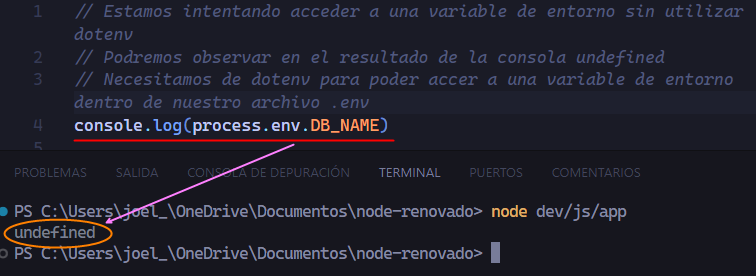 1 // Estamos intentando acceder a una variable de entorno sin utilizar
dotenv
2 // Podremos observar en el resultado de la consola undefined
3 // Necesitamos de dotenv para poder accer a una variable de entorno
dentro de nuestro archivo .env
4 console.log(process.env.DB_NAME)
5
PROBLEMAS SALIDA CONSOLA DE DEPURACIÓN TERMINAL PUERTOS COMENTARIOS
PS C:\Users\joel_\OneDrive\Documentos\node-renovado> node dev/js/app
undefined
PS C:\Users\joel_\OneDrive\Documentos\node-renovado>